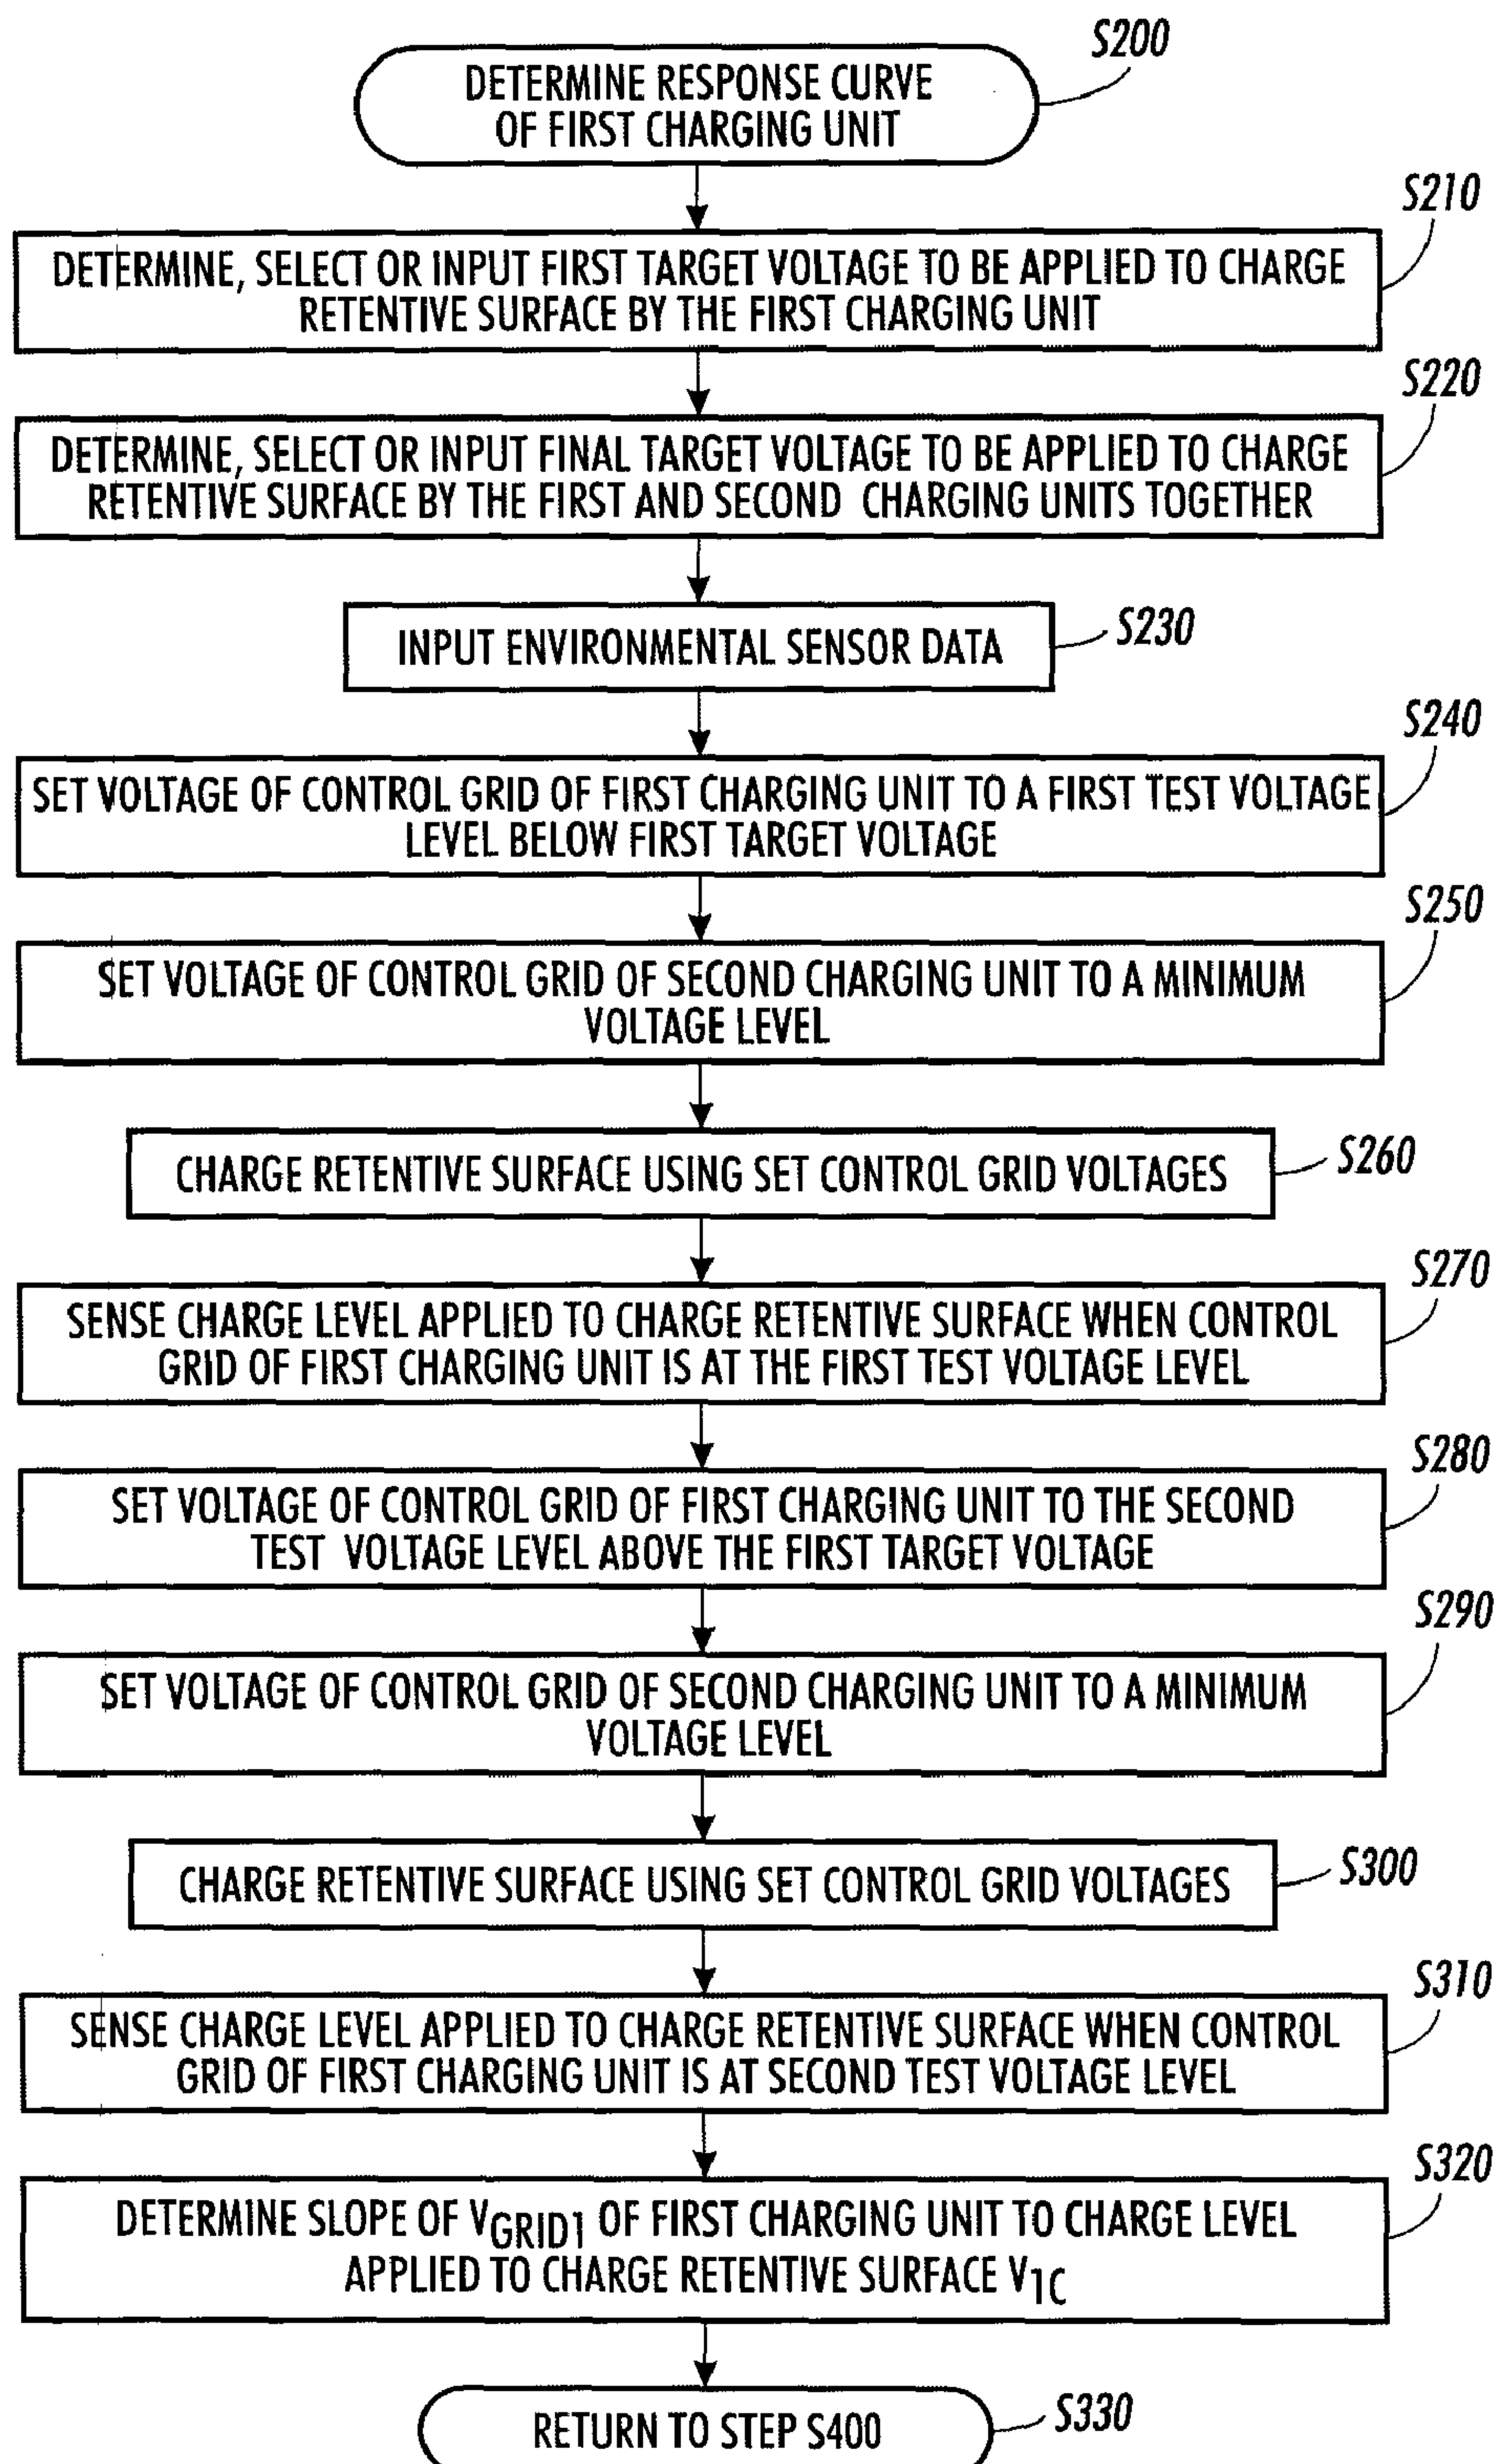 S200
DETERMINE RESPONSE CURVE
OF FIRST CHARGING UNIT
S210
DETERMINE, SELECT OR INPUT FIRST TARGET VOLTAGE TO BE APPLIED TO CHARGE
RETENTIVE SURFACE BY THE FIRST CHARGING UNIT
S220
DETERMINE, SELECT OR INPUT FINAL TARGET VOLTAGE TO BE APPLIED TO CHARGE
RETENTIVE SURFACE BY THE FIRST AND SECOND CHARGING UNITS TOGETHER
S230
INPUT ENVIRONMENTAL SENSOR DATA
S240
SET VOLTAGE OF CONTROL GRID OF FIRST CHARGING UNIT TO A FIRST TEST VOLTAGE
LEVEL BELOW FIRST TARGET VOLTAGE
S250
SET VOLTAGE OF CONTROL GRID OF SECOND CHARGING UNIT TO A MINIMUM
VOLTAGE LEVEL
S260
CHARGE RETENTIVE SURFACE USING SET CONTROL GRID VOLTAGES
S270
SENSE CHARGE LEVEL APPLIED TO CHARGE RETENTIVE SURFACE WHEN CONTROL
GRID OF FIRST CHARGING UNIT IS AT THE FIRST TEST VOLTAGE LEVEL
S280
SET VOLTAGE OF CONTROL GRID OF FIRST CHARGING UNIT TO THE SECOND
TEST VOLTAGE LEVEL ABOVE THE FIRST TARGET VOLTAGE
S290
SET VOLTAGE OF CONTROL GRID OF SECOND CHARGING UNIT TO A MINIMUM
VOLTAGE LEVEL
S300
CHARGE RETENTIVE SURFACE USING SET CONTROL GRID VOLTAGES
S310
SENSE CHARGE LEVEL APPLIED TO CHARGE RETENTIVE SURFACE WHEN CONTROL
GRID OF FIRST CHARGING UNIT IS AT SECOND TEST VOLTAGE LEVEL
S320
DETERMINE SLOPE OF VGRID1 OF FIRST CHARGING UNIT TO CHARGE LEVEL
APPLIED TO CHARGE RETENTIVE SURFACE V1C
S330
RETURN TO STEP S400